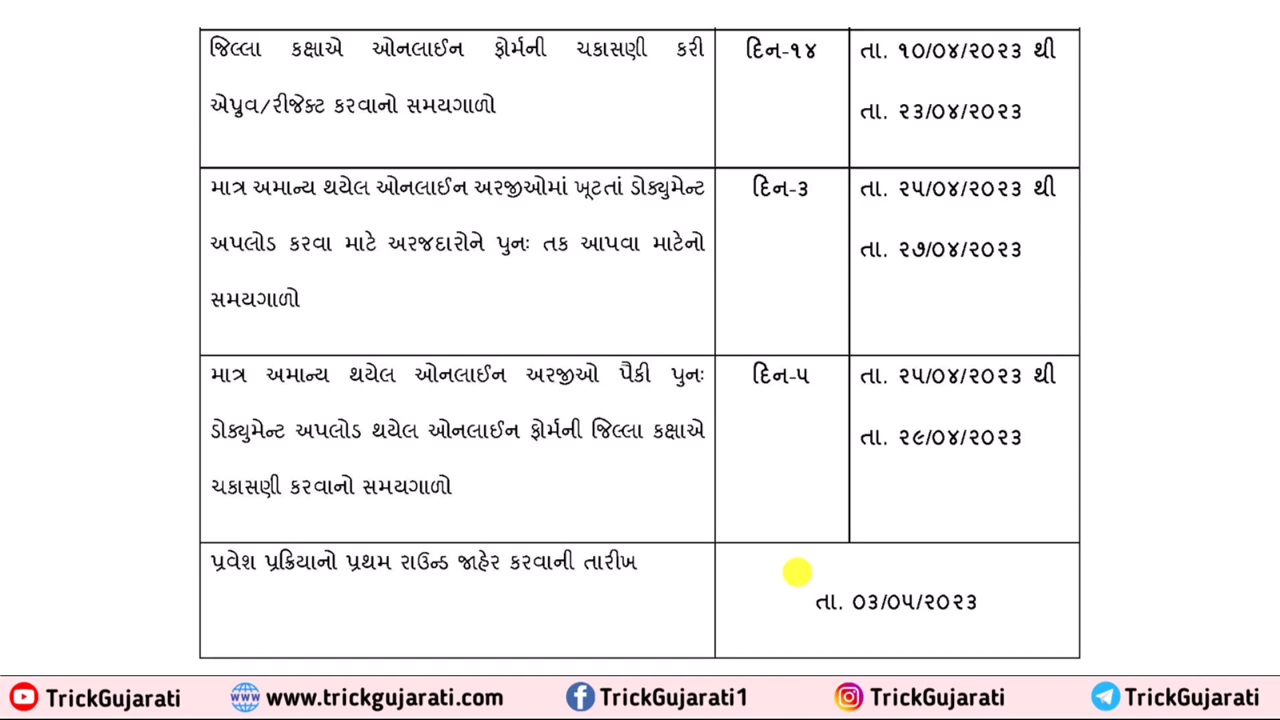 જિલ્લા કક્ષાએ ઓનલાઈન ફોર્મની ચકાસણી કરી
એપ્રુવ/રીજેક્ટ કરવાનો સમયગાળો
દિન-૧૪
તા. ૧૦/૦૪/૨૦૨૩ થી
તા. ૨૩/૦૪/૨૦૨૩
માત્ર અમાન્ય થયેલ ઓનલાઈન અરજીઓમાં ખૂટતાં ડોક્યુમેન્ટ
અપલોડ કરવા માટે અરજદારોને પુનઃ તક આપવા માટેનો
સમયગાળો
દિન-૩
તા. ૨૫/૦૪/૨૦૨૩ થી
તા. ૨૭/૦૪/૨૦૨૩
માત્ર અમાન્ય થયેલ ઓનલાઈન અરજીઓ પૈકી પુનઃ
ડોક્યુમેન્ટ અપલોડ થયેલ ઓનલાઈન ફોર્મની જિલ્લા કક્ષાએ
ચકાસણી કરવાનો સમયગાળો
દિન-૫
તા. ૨૫/૦૪/૨૦૨૩ થી
તા. ૨૯/૦૪/૨૦૨૩
પ્રવેશ પ્રક્રિયાનો પ્રથમ રાઉન્ડ જાહેર કરવાની તારીખ
તા. ૦૩/૦૫/૨૦૨૩
TrickGujarati
www.trickgujarati.com
TrickGujarati1
TrickGujarati
TrickGujarati